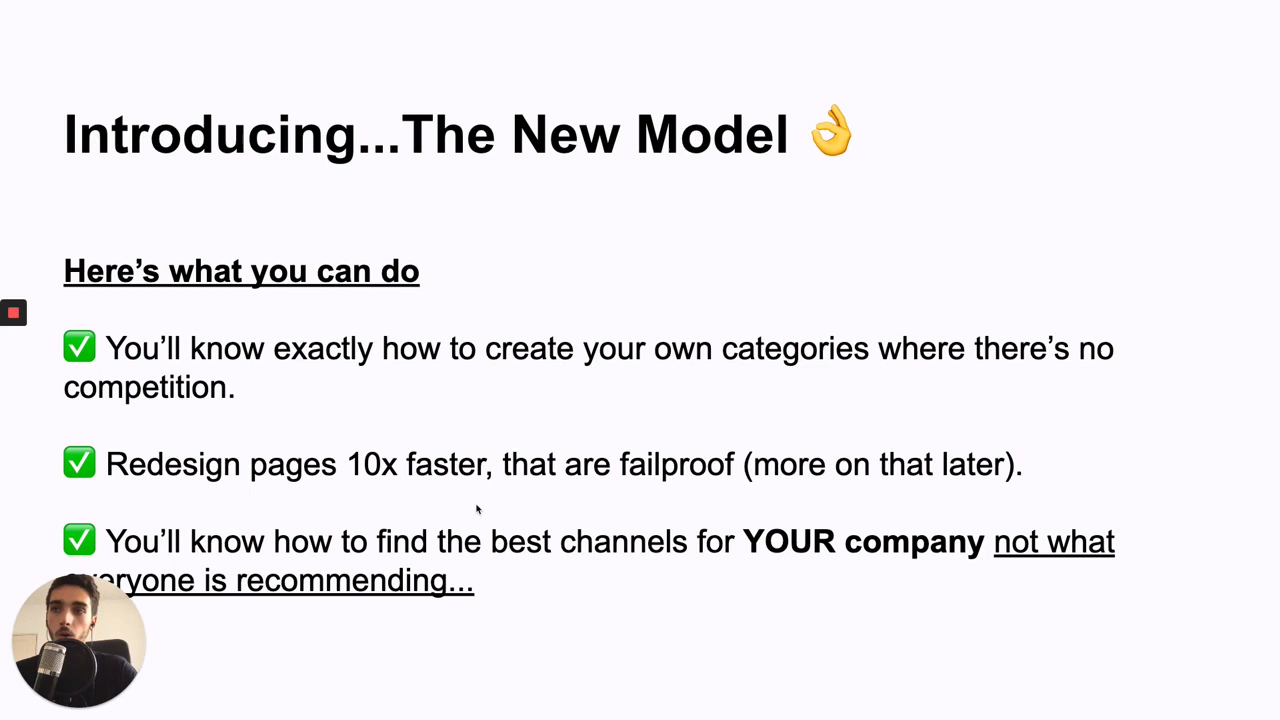 Introducing...The New Model 👌
Here’s what you can do
✅ You’ll know exactly how to create your own categories where there’s no
competition.
✅ Redesign pages 10x faster, that are failproof (more on that later).
✅ You’ll know how to find the best channels for YOUR company not what
everyone is recommending...